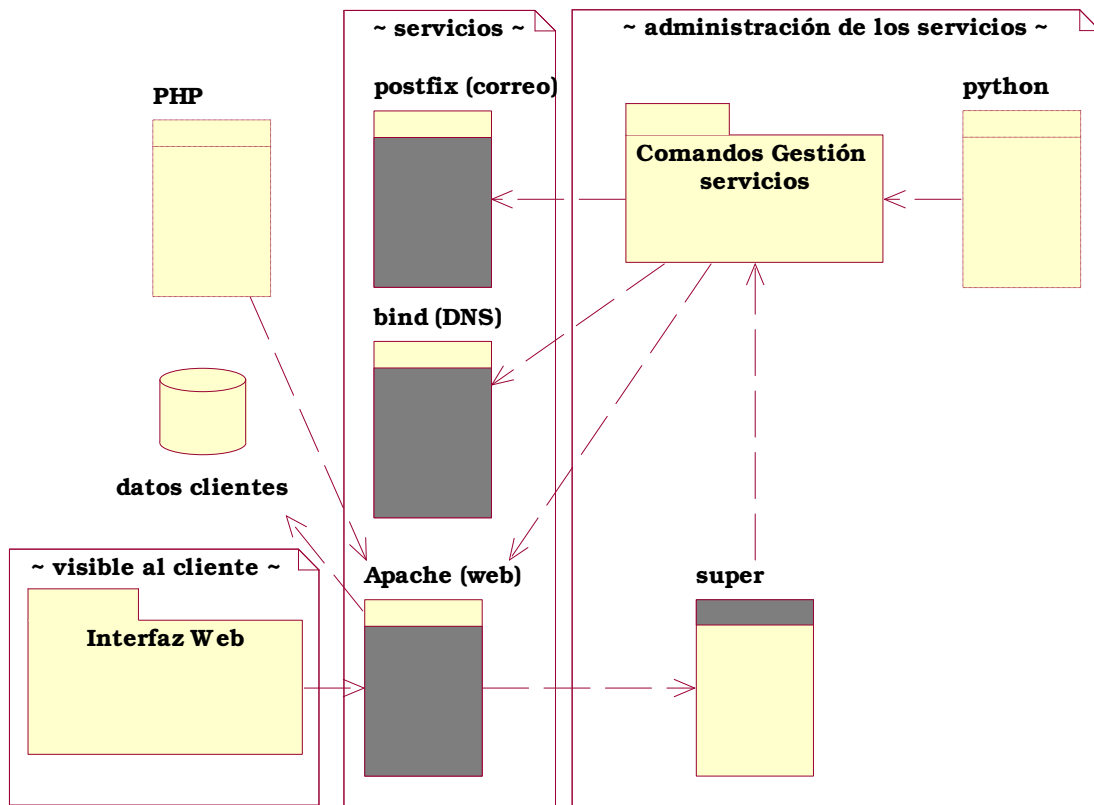 ~ servicios ~
~ administración de los servicios ~
PHP
postfix (correo)
python
Comandos Gestión
servicios
bind (DNS)
datos clientes
~ visible al cliente ~
Apache (web)
super
Interfaz Web